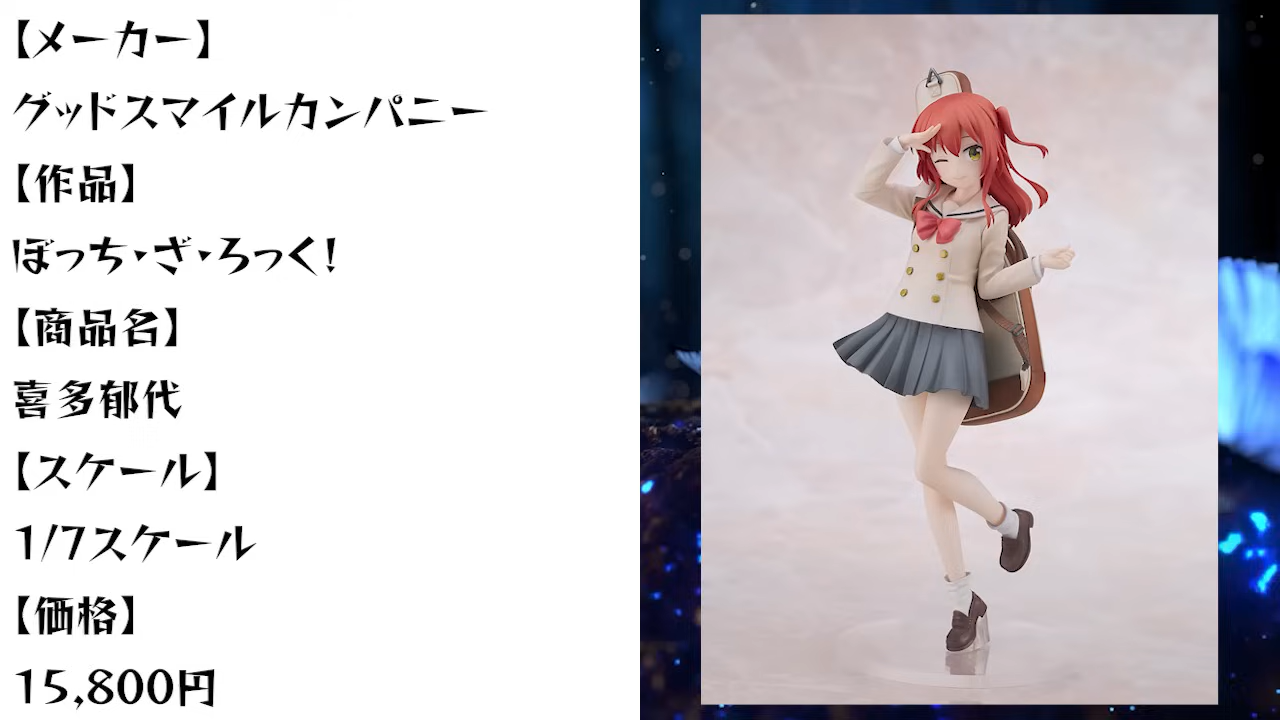 【メーカー】
グッドスマイルカンパニー
【作品】
ぼっち・ざ・ろっく！
【商品名】
喜多郁代
【スケール】
1/7スケール
【価格】
15,800円